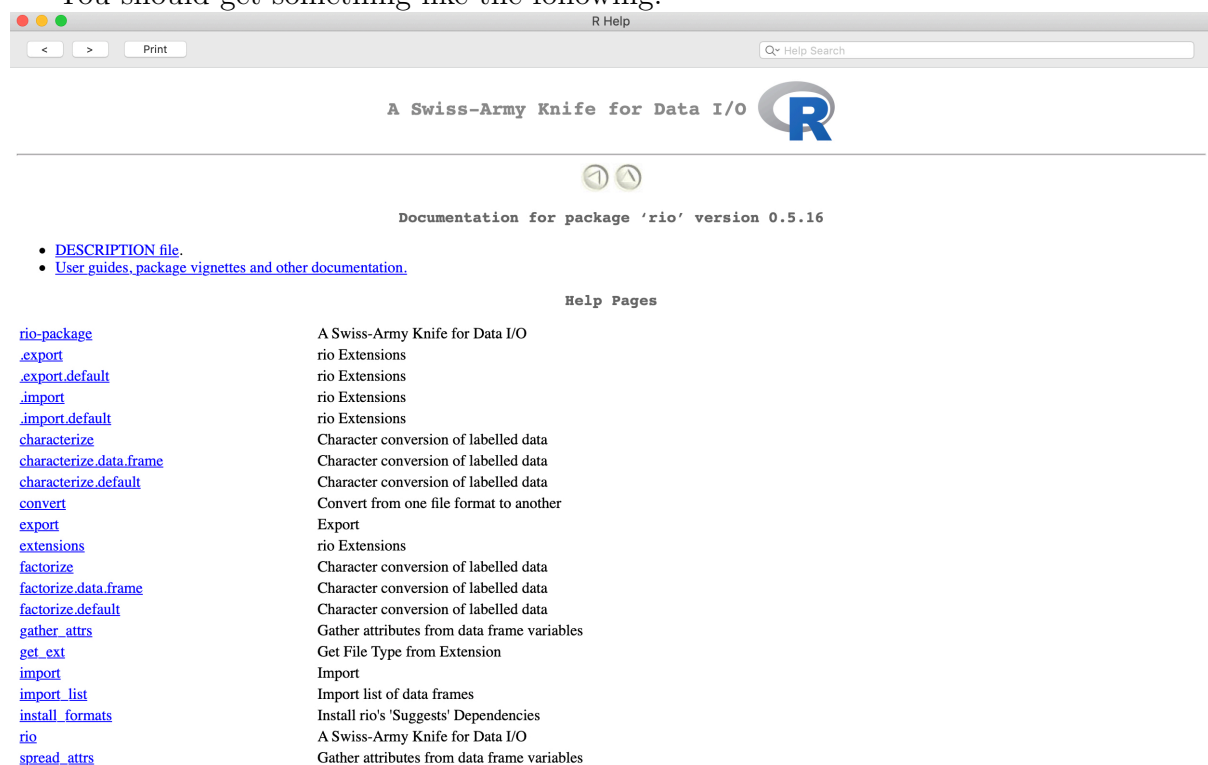 You should get something like the following:
R Help
< > Print Help Search
A Swiss-Army Knife for Data I/O R
Documentation for package ‘rio’ version 0.5.16
• DESCRIPTION file.
• User guides, package vignettes and other documentation.
Help Pages
rio-package A Swiss-Army Knife for Data I/O
.export rio Extensions
.export.default rio Extensions
.import rio Extensions
.import.default rio Extensions
characterize Character conversion of labelled data
characterize.data.frame Character conversion of labelled data
characterize.default Character conversion of labelled data
convert Convert from one file format to another
export Export
extensions rio Extensions
factorize Character conversion of labelled data
factorize.data.frame Character conversion of labelled data
factorize.default Character conversion of labelled data
gather_attrs Gather attributes from data frame variables
get_ext Get File Type from Extension
import Import
import_list Import list of data frames
install_formats Install rio's 'Suggests' Dependencies
rio A Swiss-Army Knife for Data I/O
spread_attrs Gather attributes from data frame variables